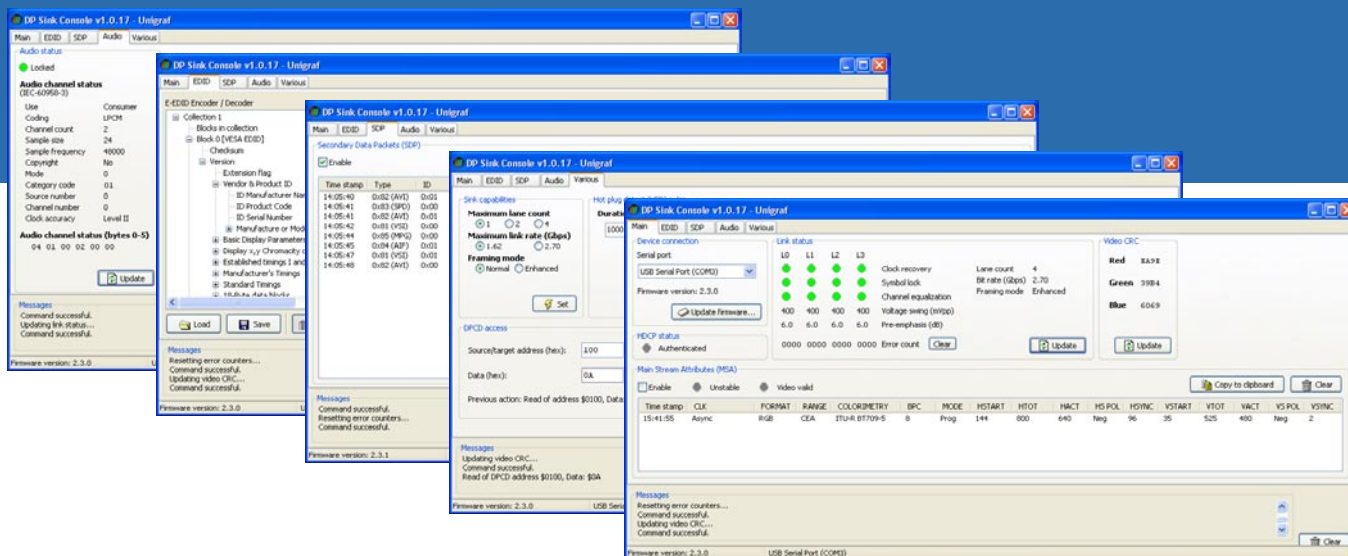 DP Sink Console v1.0.17 - Unigraf
Main EDID SDP Audio Various
Audio status
Locked
Audio channel status
(IEC-60958-3)
Use Consumer
Coding LPCM
Channel count 2
Sample size 24
Sample frequency 48000
Copyright No
Mode 0
Category code 01
Source number 0
Channel number 0
Clock accuracy Level II
Audio channel status (bytes 0-5)
04 01 00 02 00 00
Update
Messages
Command successful.
Updating link status...
Command successful.
Firmware version: 2.3.0
DP Sink Console v1.0.17 - Unigraf
Main EDID SDP Audio Various
E-EDID Encoder / Decoder
Collection 1
Blocks in collection
Block 0 [VESA EDID]
Checksum
Version
Extension flag
Vendor & Product ID
ID Manufacturer Nam
ID Product Code
ID Serial Number
Manufacture or Mode
Basic Display Parameters
Display x,y Chromacity c
Established timings I and
Manufacturer's Timings
Standard Timings
18-Byte data blocks
Load Save
Messages
Resetting error counters...
Command successful.
Updating video CRC...
Command successful.
Firmware version: 2.3.0
DP Sink Console v1.0.17 - Unigraf
Main EDID SDP Audio Various
Secondary Data Packets (SDP)
Enable
Time stamp Type ID
14:05:40 0x82 (AVI) 0x01
14:05:41 0x83 (SPD) 0x00
14:05:41 0x82 (AVI) 0x01
14:05:42 0x81 (VSI) 0x00
14:05:44 0x85 (MPG) 0x00
14:05:45 0x84 (AIF) 0x01
14:05:47 0x81 (VSI) 0x01
14:05:48 0x82 (AVI) 0x00
Messages
Command successful.
Resetting error counters...
Command successful.
Firmware version: 2.3.1
DP Sink Console v1.0.17 - Unigraf
Main EDID SDP Audio Various
Sink capabilities
Maximum lane count
1 2 4
Maximum link rate (Gbps)
1.62 2.70
Framing mode
Normal Enhanced
Set
Hot plug
Duratio
1000
DPCD access
Source/target address (hex): 100
Data (hex): 0A
Previous action: Read of address $0100, Data:
Messages
Updating video CRC...
Command successful.
Read of DPCD address $0100, Data: $0A
Firmware version: 2.3.0 USB Seria
DP Sink Console v1.0.17 - Unigraf
Main EDID SDP Audio Various
Device connection
Serial port
USB Serial Port (COM3)
Firmware version: 2.3.0
Update firmware...
HDCP status
Authenticated
Link status
L0 L1 L2 L3
Clock recovery Lane count 4
Symbol lock Bit rate (Gbps) 2.70
Channel equalization Framing mode Enhanced
400 400 400 400 Voltage swing (mVpp)
6.0 6.0 6.0 6.0 Pre-emphasis (dB)
0000 0000 0000 0000 Error count Clear
Update
Video CRC
Red EA9E
Green 39B4
Blue 6069
Update
Main Stream Attributes (MSA)
Enable Unstable Video valid
Copy to clipboard Clear
Time stamp CLK FORMAT RANGE COLORIMETRY BPC MODE HSTART HTOT HACT HS POL HSYNC VSTART VTOT VACT VS POL VSYNC
15:41:55 Async RGB CEA ITU-R BT709-5 8 Prog. 144 800 640 Neg 96 35 525 480 Neg 2
Messages
Resetting error counters...
Command successful.
Updating video CRC...
Command successful.
Clear
Firmware version: 2.3.0 USB Serial Port (COM3)